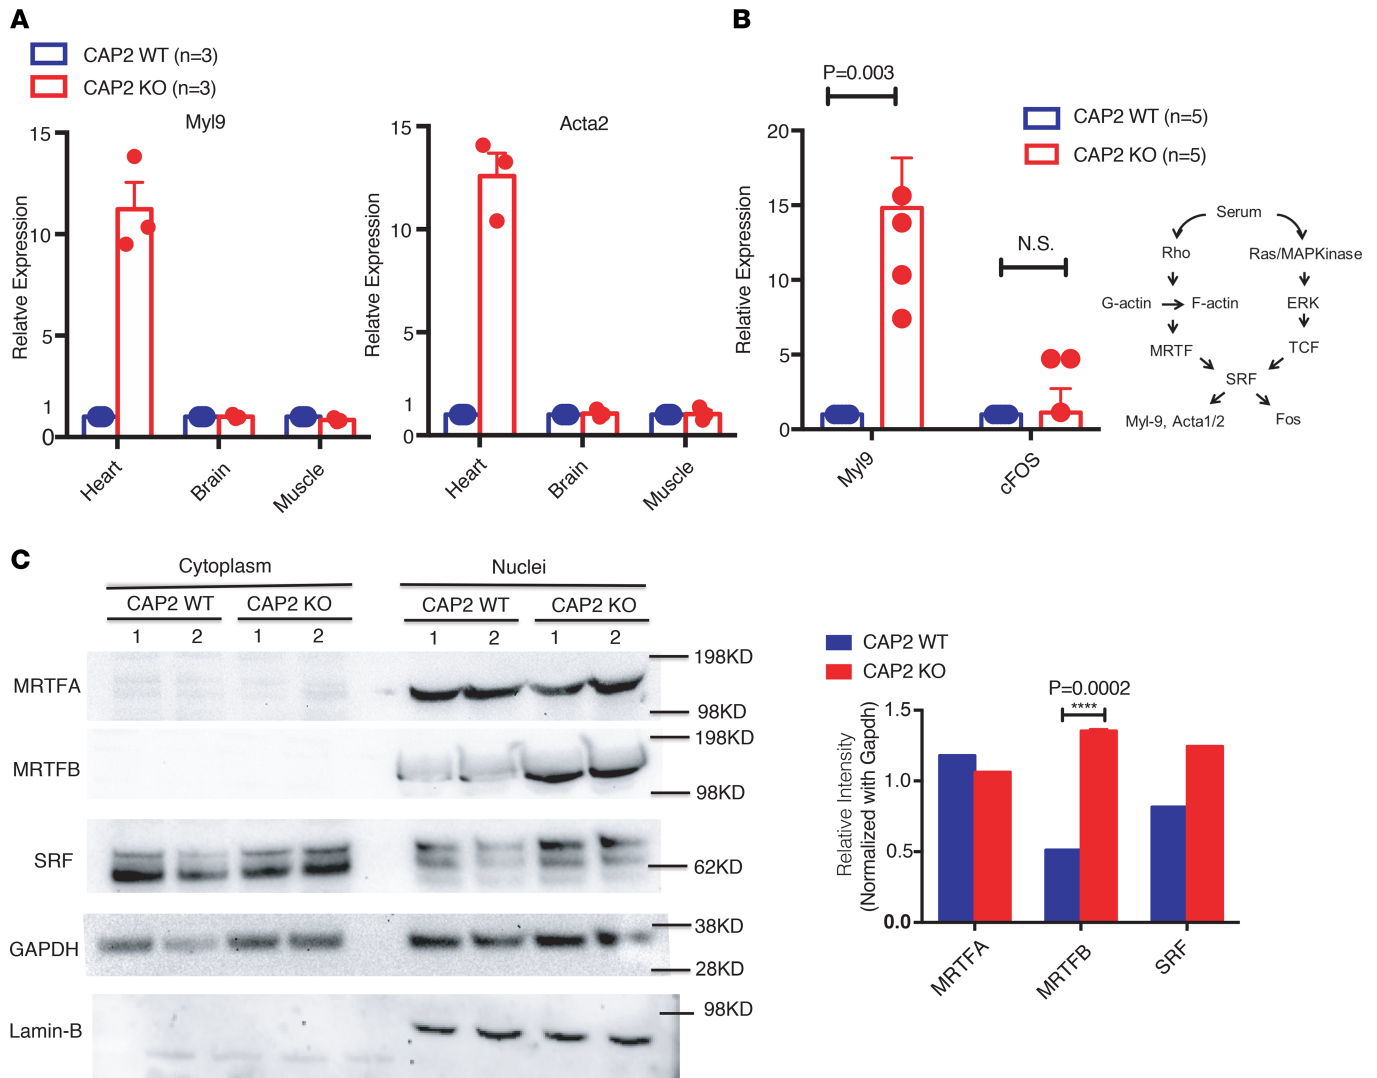 A
CAP2 WT (n=3)
CAP2 KO (n=3)
Myl9
Relative Expression
15
10
5
1
0
Heart
Brain
Muscle
Acta2
Relative Expression
15
10
5
1
0
Heart
Brain
Muscle
B
P=0.003
CAP2 WT (n=5)
CAP2 KO (n=5)
N.S.
Relative Expression
20
15
10
5
0
Myl9
cFOS
Serum
Rho
Ras/MAPKinase
G-actin
F-actin
ERK
MRTF
TCF
SRF
Myl-9, Acta1/2
Fos
C
Cytoplasm
Nuclei
CAP2 WT
CAP2 KO
CAP2 WT
CAP2 KO
1 2 1 2 1 2 1 2
MRTFA
198KD
98KD
MRTFB
198KD
98KD
SRF
62KD
GAPDH
38KD
28KD
Lamin-B
98KD
CAP2 WT
CAP2 KO
P=0.0002
****
Relative Intensity
(Normalized with Gapdh)
1.5
1.0
0.5
0.0
MRTFA
MRTFB
SRF